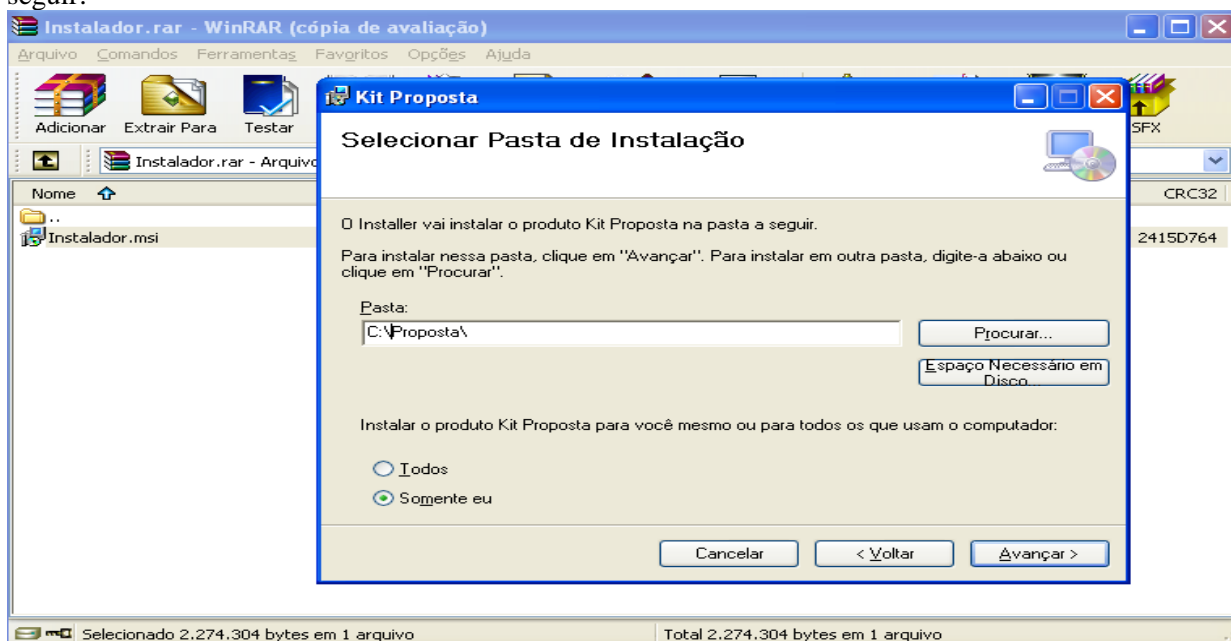 seguir:
Instalador.rar - WinRAR (cópia de avaliação)
Arquivo Comandos Ferramentas Favoritos Opções Ajuda
Adicionar Extrair Para Testar SFX
Instalador.rar - Arquivo
Nome CRC32
..
Instalador.msi 2415D764
Kit Proposta
Selecionar Pasta de Instalação
O Installer vai instalar o produto Kit Proposta na pasta a seguir.
Para instalar nessa pasta, clique em "Avançar". Para instalar em outra pasta, digite-a abaixo ou
clique em "Procurar".
Pasta:
C:\Proposta\
Procurar...
Espaço Necessário em
Disco...
Instalar o produto Kit Proposta para você mesmo ou para todos os que usam o computador:
Todos
Somente eu
Cancelar < Voltar Avançar >
Selecionado 2.274.304 bytes em 1 arquivo Total 2.274.304 bytes em 1 arquivo